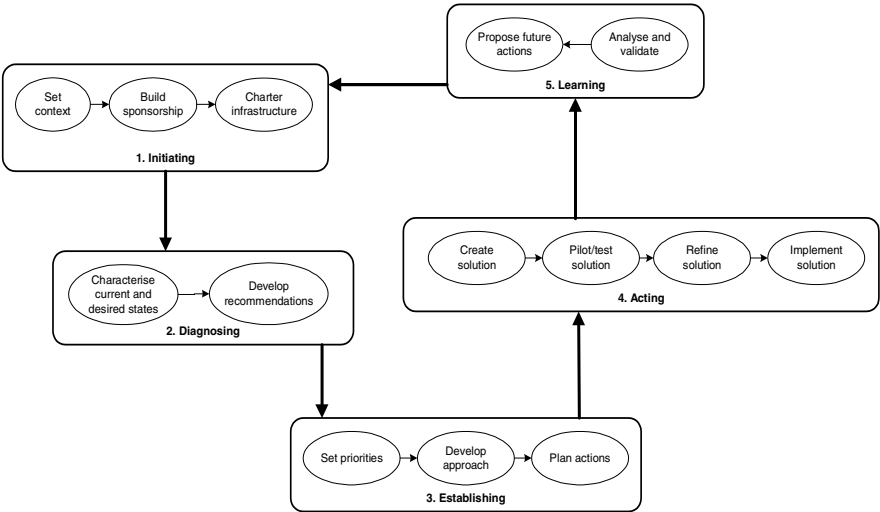 Propose future
actions
Analyse and
validate
5. Learning
Set
context
Build
sponsorship
Charter
infrastructure
1. Initiating
Create
solution
Pilot/test
solution
Refine
solution
Implement
solution
4. Acting
Characterise
current and
desired states
Develop
recommendations
2. Diagnosing
Set priorities
Develop
approach
Plan actions
3. Establishing